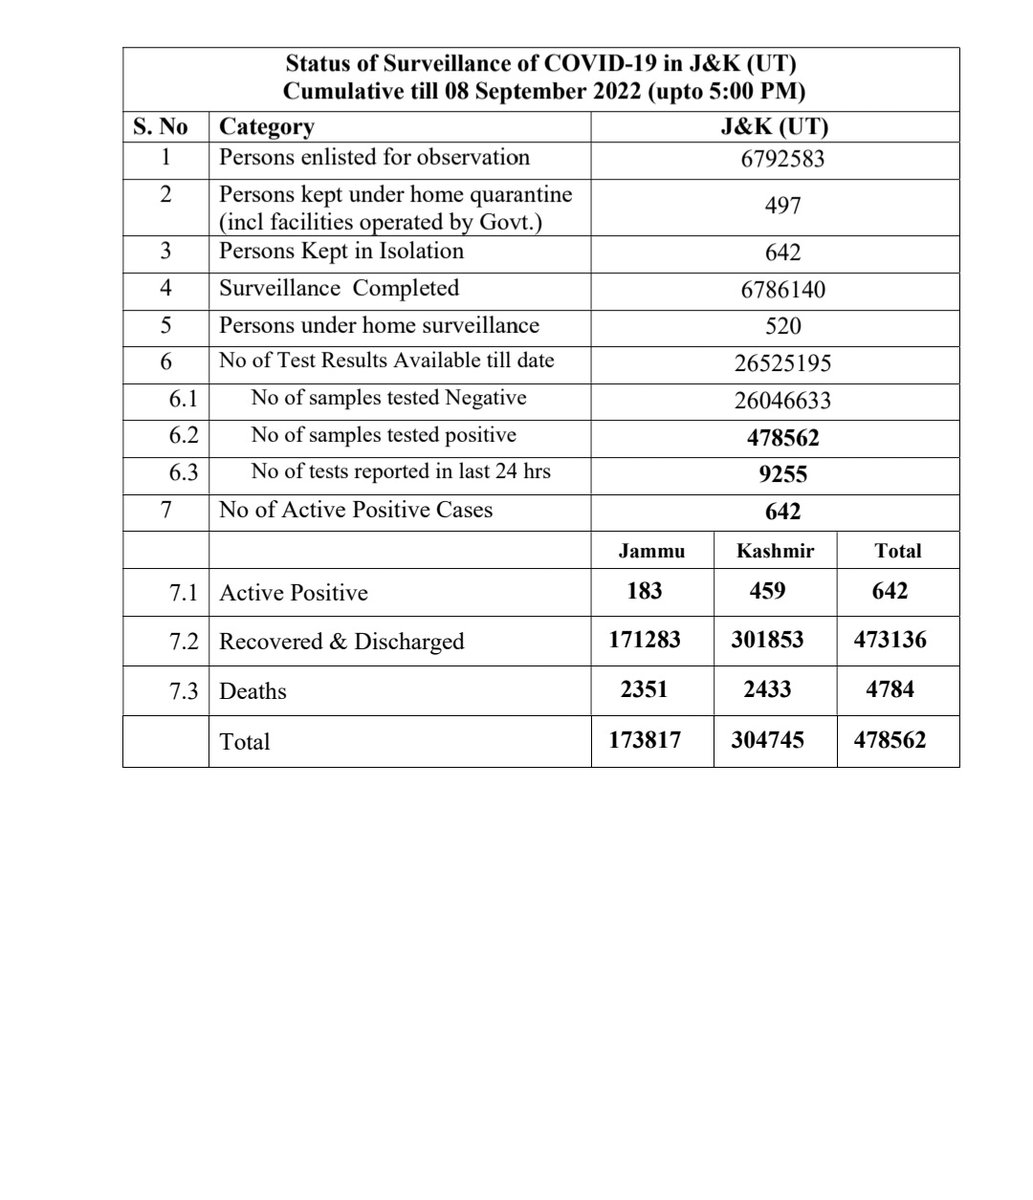 Status of Surveillance of COVID-19 in J&K (UT)
Cumulative till 08 September 2022 (upto 5:00 PM)
S. No Category J&K (UT)
1 Persons enlisted for observation 6792583
2 Persons kept under home quarantine
(incl facilities operated by Govt.) 497
3 Persons Kept in Isolation 642
4 Surveillance Completed 6786140
5 Persons under home surveillance 520
6 No of Test Results Available till date 26525195
6.1 No of samples tested Negative 26046633
6.2 No of samples tested positive 478562
6.3 No of tests reported in last 24 hrs 9255
7 No of Active Positive Cases 642
Jammu Kashmir Total
7.1 Active Positive 183 459 642
7.2 Recovered & Discharged 171283 301853 473136
7.3 Deaths 2351 2433 4784
Total 173817 304745 478562